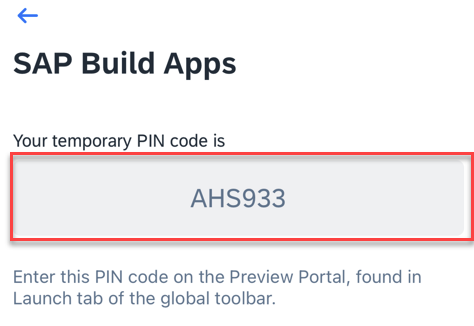 SAP Build Apps
Your temporary PIN code is
AHS933
Enter this PIN code on the Preview Portal, found in
Launch tab of the global toolbar.